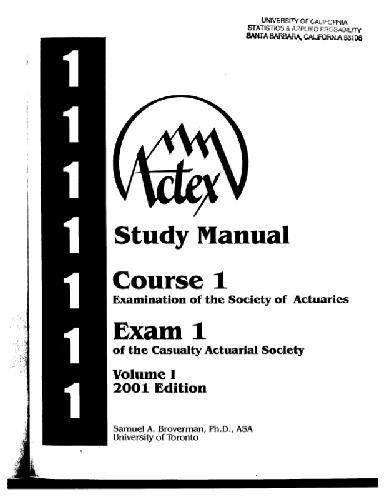 UNIVERSITY OF CALIFORNIA
STATISTICS & APPLIED PROBABILITY
SANTA BARBARA, CALIFORNIA 93106
1
1
1
1
1
1
1
Actex
Study Manual
Course 1
Examination of the Society of Actuaries
Exam 1
of the Casualty Actuarial Society
Volume I
2001 Edition
Samuel A. Broverman, Ph.D., ASA
University of Toronto